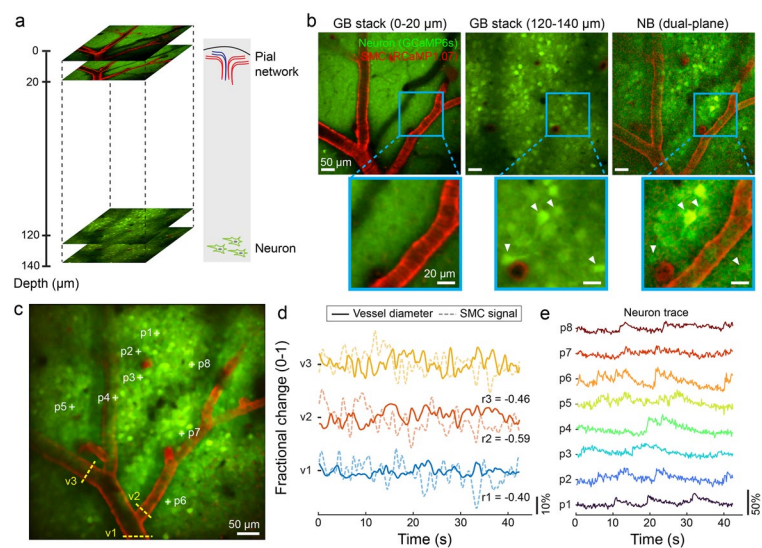 a
0
20
120
140
Depth (µm)
Pial
network
Neuron
b
GB stack (0-20 µm)
GB stack (120-140 µm)
NB (dual-plane)
Neuron (GCaMP6s)
SMC (RCaMP1.07)
50 µm
20 µm
c
p1
p2
p3
p4
p5
p8
p7
p6
v3
v2
v1
50 µm
d
Vessel diameter
SMC signal
v3
r3 = -0.46
v2
r2 = -0.59
v1
r1 = -0.40
Fractional change (0-1)
10%
0 10 20 30 40
Time (s)
e
Neuron trace
p8
p7
p6
p5
p4
p3
p2
p1
50%
0 20 40
Time (s)